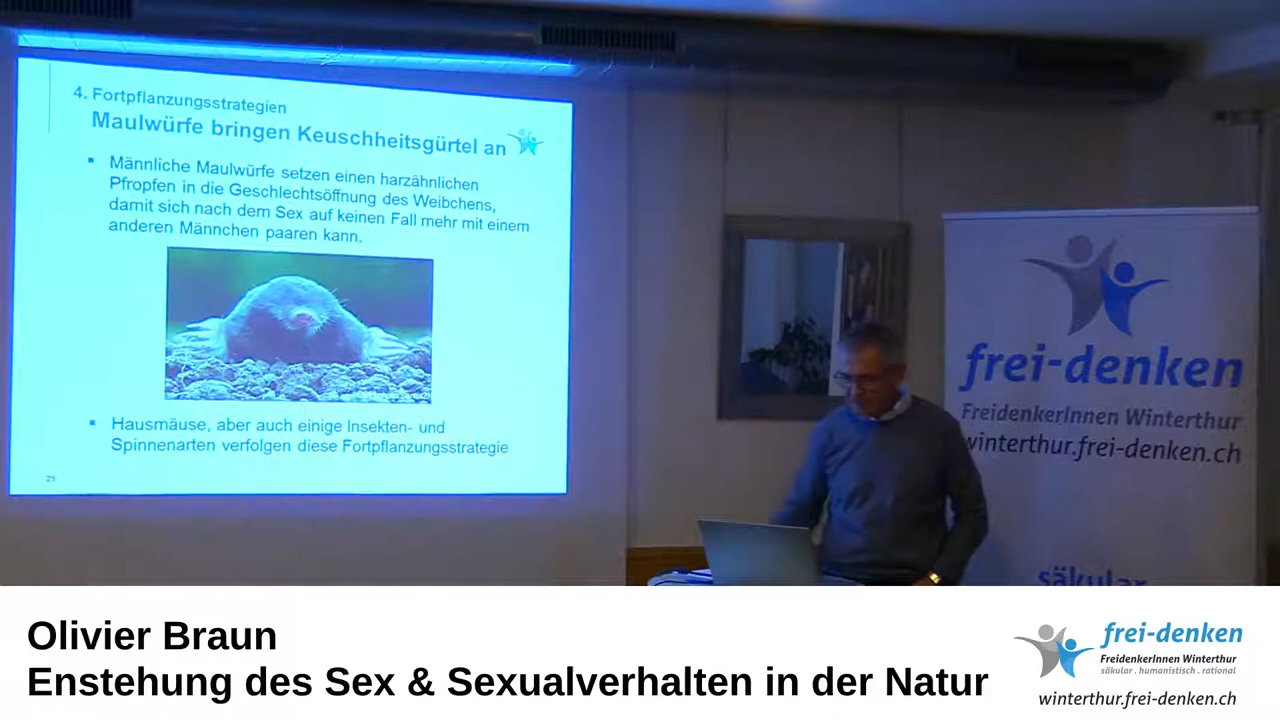 4. Fortpflanzungsstrategien
Maulwürfe bringen Keuschheitsgürtel an
▪ Männliche Maulwürfe setzen einen harzähnlichen
Pfropfen in die Geschlechtsöffnung des Weibchens,
damit sich nach dem Sex auf keinen Fall mehr mit einem
anderen Männchen paaren kann.
▪ Hausmäuse, aber auch einige Insekten- und
Spinnenarten verfolgen diese Fortpflanzungsstrategie
frei-denken
FreidenkerInnen Winterthur
winterthur.frei-denken.ch
säkular
Olivier Braun
Enstehung des Sex & Sexualverhalten in der Natur
frei-denken
FreidenkerInnen Winterthur
säkular . humanistisch . rational
winterthur.frei-denken.ch